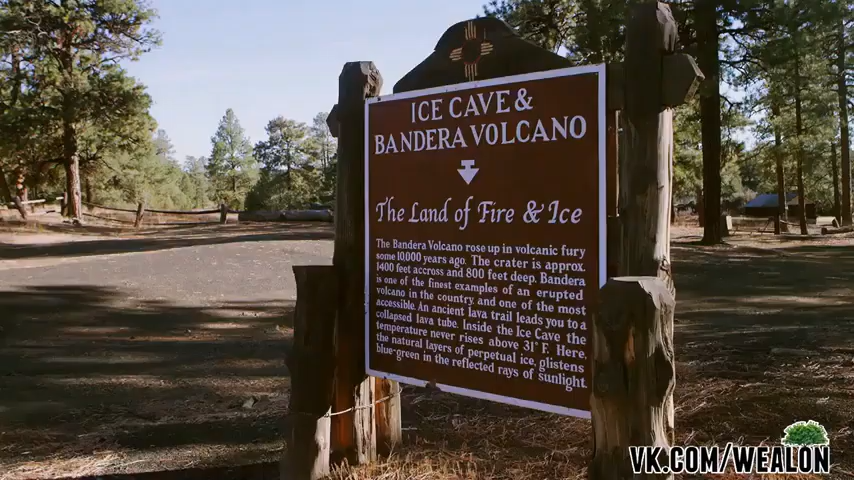 ICE CAVE &
BANDERA VOLCANO
The Land of Fire & Ice
The Bandera Volcano rose up in volcanic fury
some 10,000 years ago. The crater is approx.
1400 feet accross and 800 feet deep. Bandera
is one of the finest examples of an erupted
volcano in the country, and one of the most
accessible. An ancient lava trail leads you to a
collapsed lava tube. Inside the Ice Cave the
temperature never rises above 31° F. Here,
the natural layers of perpetual ice, glistens
blue-green in the reflected rays of sunlight.
VK.COM/WEALON